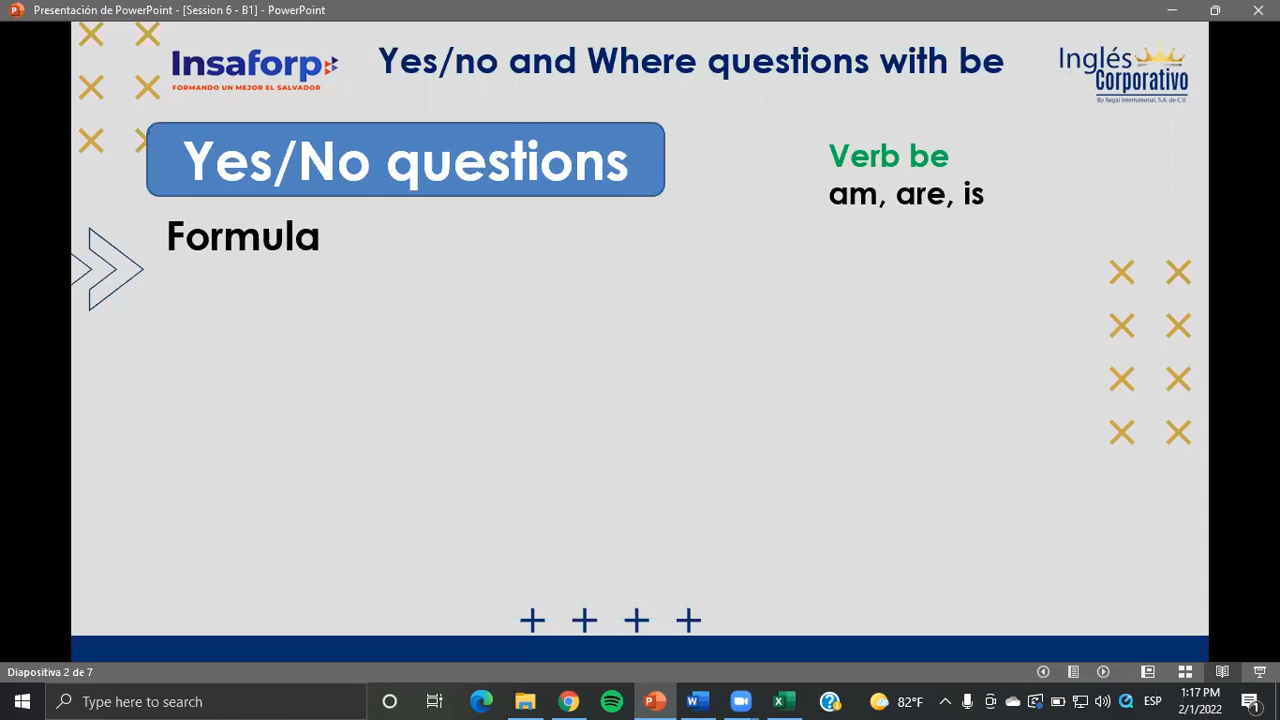 Presentación de PowerPoint - [Session 6 - B1] - PowerPoint
Insaforp
FORMANDO UN MEJOR EL SALVADOR
Yes/no and Where questions with be
Inglés
Corporativo
By Regal International, S.A. de C.V.
Yes/No questions
Verb be
am, are, is
Formula
Diapositiva 2 de 7
Type here to search
82°F
ESP
1:17 PM
2/1/2022
1